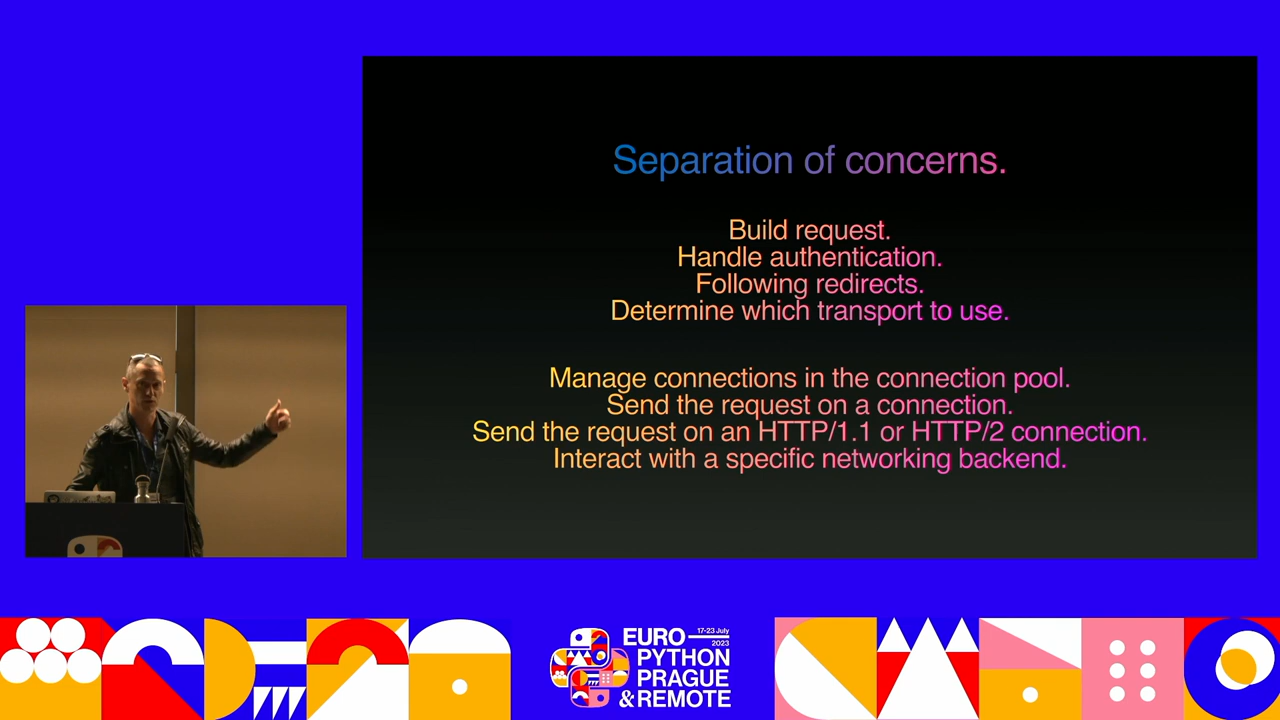 Separation of concerns.
Build request.
Handle authentication.
Following redirects.
Determine which transport to use.
Manage connections in the connection pool.
Send the request on a connection.
Send the request on an HTTP/1.1 or HTTP/2 connection.
Interact with a specific networking backend.
EURO 17-23 July 2023
PYTHON
PRAGUE
&REMOTE